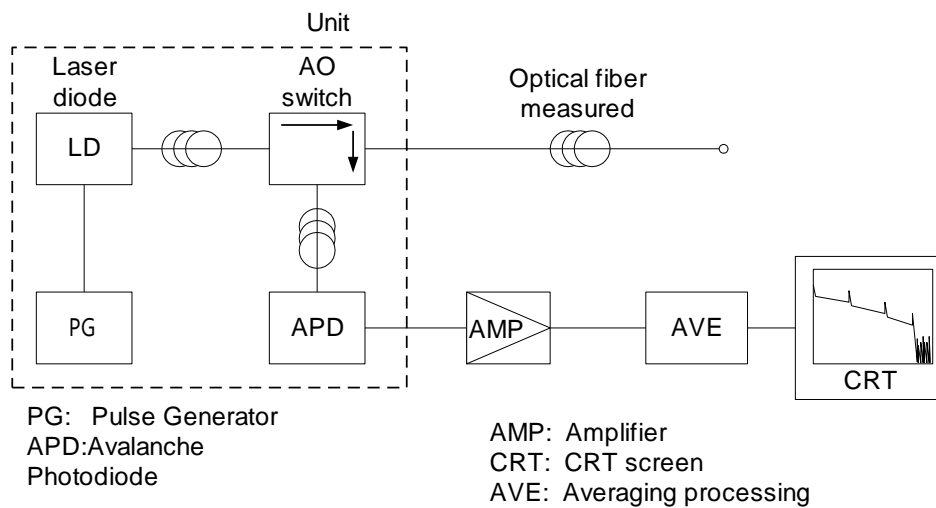 Unit
Laser
diode
AO
switch
Optical fiber
measured
LD
PG
APD
AMP
AVE
CRT
PG: Pulse Generator
APD:Avalanche
Photodiode
AMP: Amplifier
CRT: CRT screen
AVE: Averaging processing